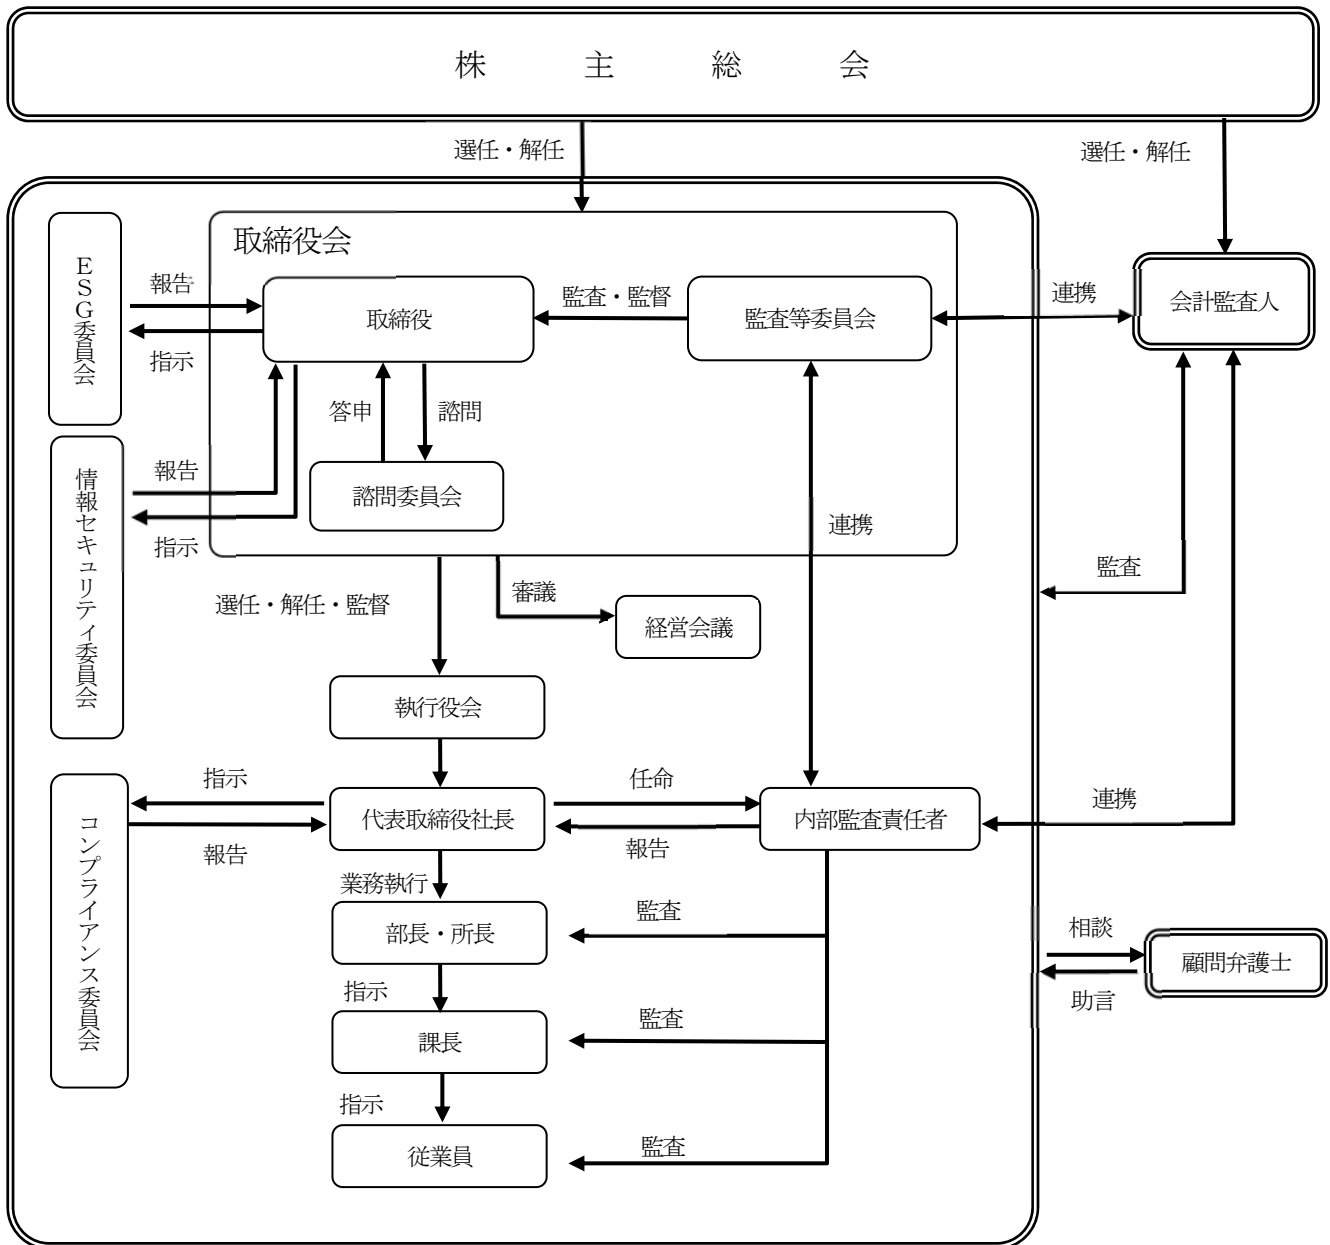 株主総会
選任・解任
選任・解任
取締役会
ESG委員会
報告
指示
取締役
監査・監督
監査等委員会
連携
会計監査人
答申
諮問
諮問委員会
情報セキュリティ委員会
報告
指示
連携
監査
選任・解任・監督
審議
経営会議
執行役会
コンプライアンス委員会
指示
報告
代表取締役社長
任命
報告
内部監査責任者
連携
業務執行
部長・所長
監査
相談
助言
顧問弁護士
指示
課長
監査
指示
従業員
監査